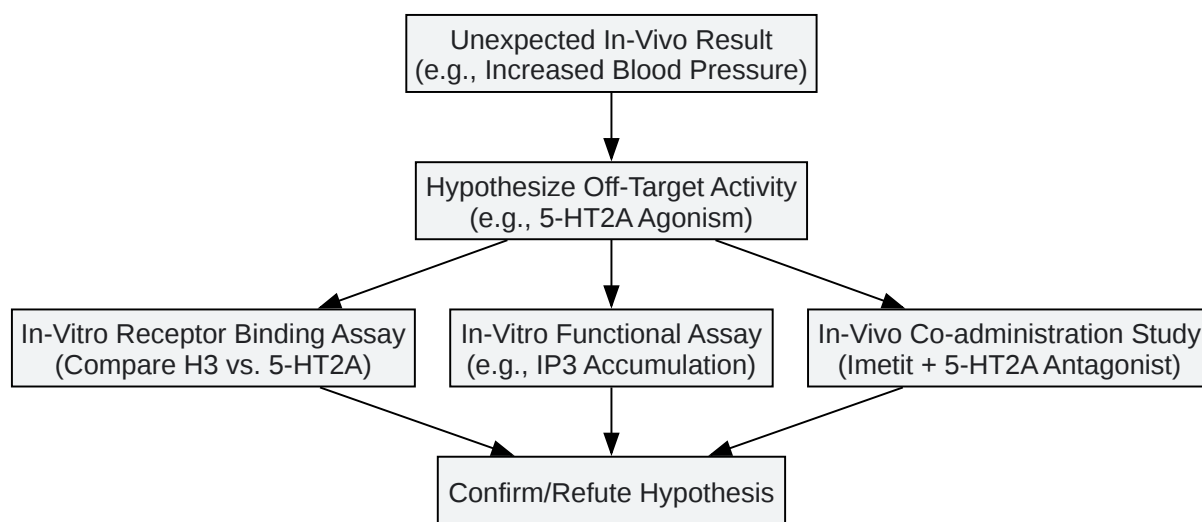 Unexpected In-Vivo Result
(e.g., Increased Blood Pressure)
Hypothesize Off-Target Activity
(e.g., 5-HT2A Agonism)
In-Vitro Receptor Binding Assay
(Compare H3 vs. 5-HT2A)
In-Vitro Functional Assay
(e.g., IP3 Accumulation)
In-Vivo Co-administration Study
(Imetit + 5-HT2A Antagonist)
Confirm/Refute Hypothesis